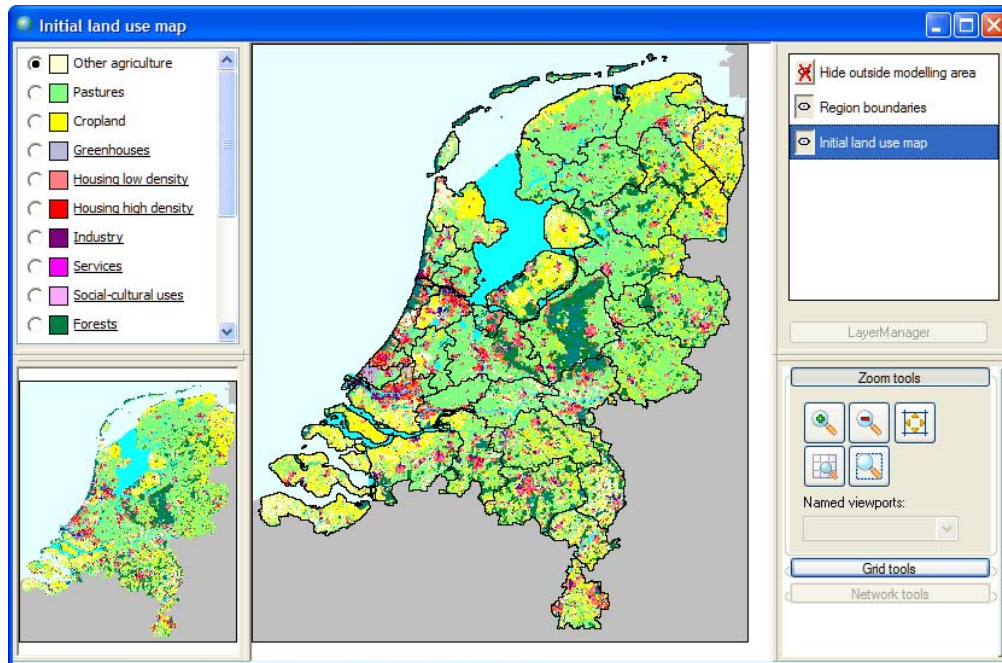 Initial land use map
Other agriculture
Pastures
Cropland
Greenhouses
Housing low density
Housing high density
Industry
Services
Social-cultural uses
Forests
Hide outside modelling area
Region boundaries
Initial land use map
LayerManager
Zoom tools
Named viewports:
Grid tools
Network tools